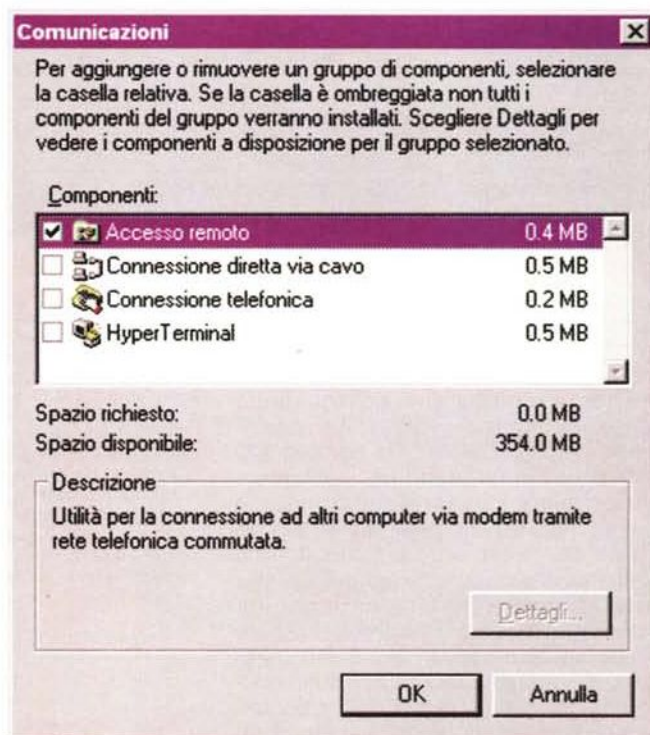 Comunicazioni
Per aggiungere o rimuovere un gruppo di componenti, selezionare
la casella relativa. Se la casella è ombreggiata non tutti i
componenti del gruppo verranno installati. Scegliere Dettagli per
vedere i componenti a disposizione per il gruppo selezionato.
Componenti:
Accesso remoto 0.4 MB
Connessione diretta via cavo 0.5 MB
Connessione telefonica 0.2 MB
HyperTerminal 0.5 MB
Spazio richiesto: 0.0 MB
Spazio disponibile: 354.0 MB
Descrizione
Utilità per la connessione ad altri computer via modem tramite
rete telefonica commutata.
Dettagli...
OK Annulla